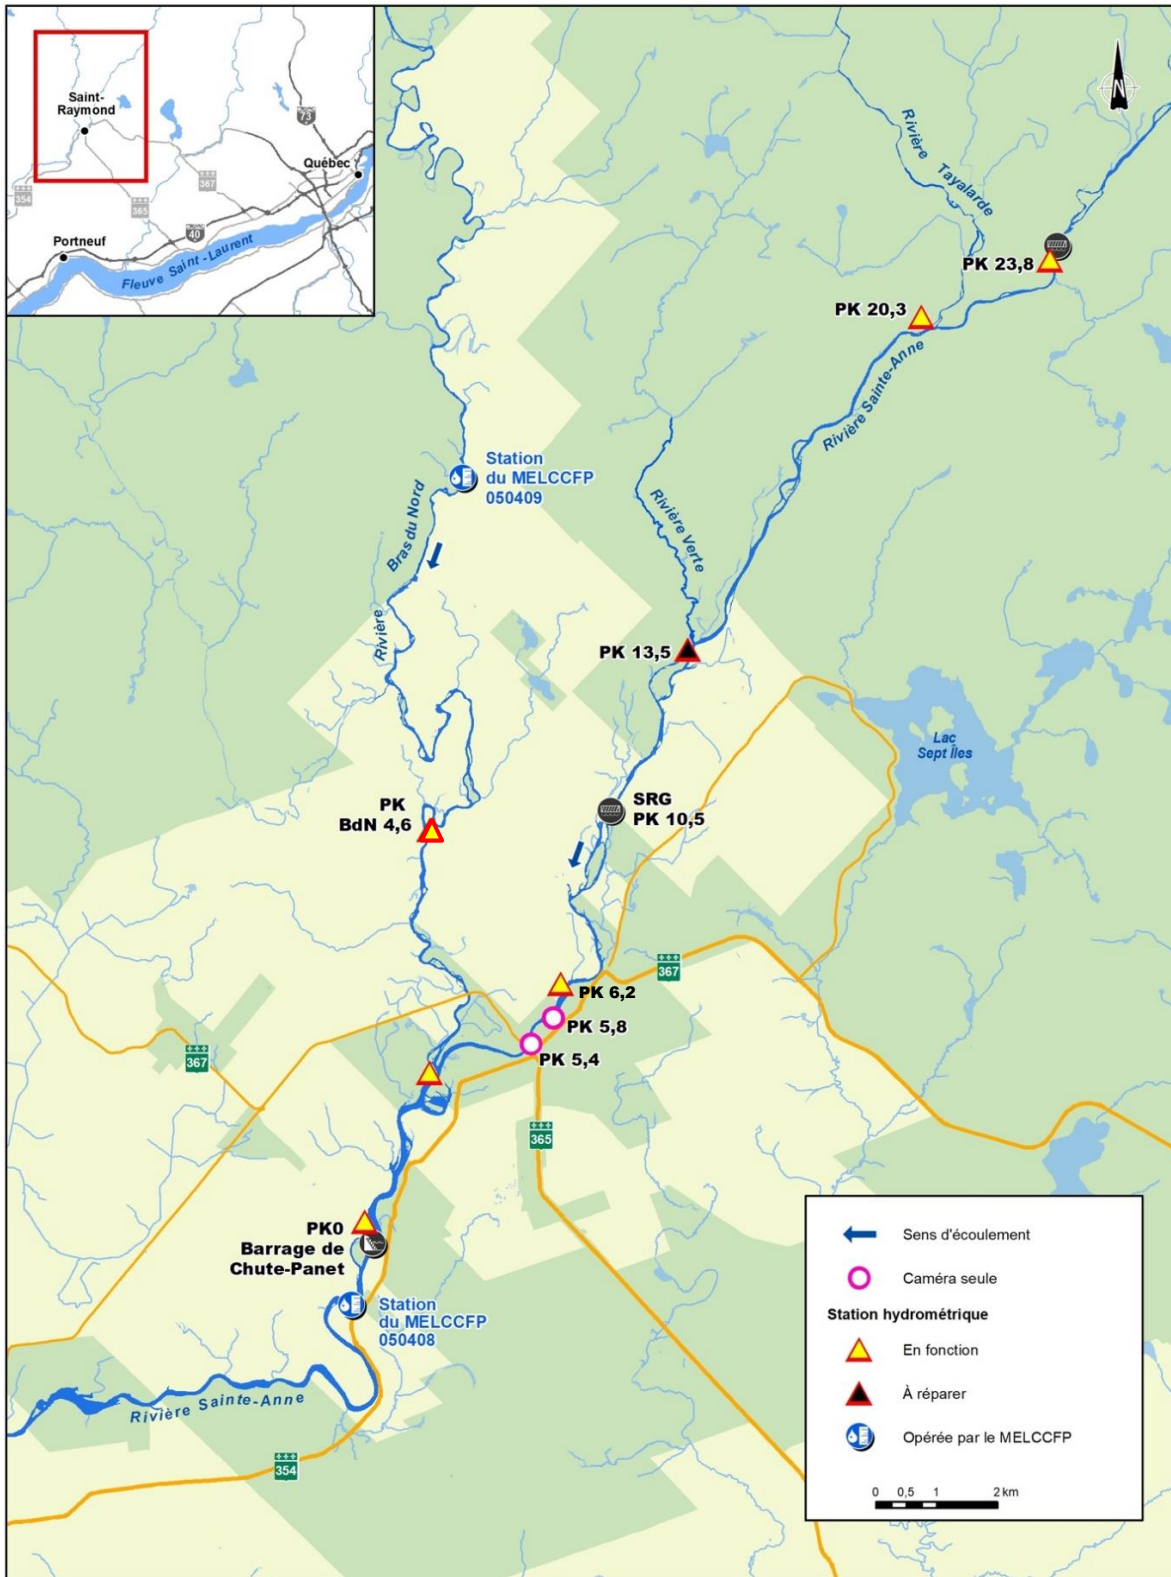 73
Saint-
Raymond
Québec
367
354
365
40
Portneuf
Fleuve Saint-Laurent
N
Rivière Tayalarde
PK 23,8
PK 20,3
Rivière Sainte-Anne
Station
du MELCCFP
050409
Bras du Nord
Rivière
Rivière Verte
PK 13,5
Lac
Sept Îles
SRG
PK 10,5
PK
BdN 4,6
367
PK 6,2
PK 5,8
PK 5,4
367
365
PK0
Barrage de
Chute-Panet
Station
du MELCCFP
050408
Rivière Sainte-Anne
354
Sens d'écoulement
Caméra seule
Station hydrométrique
En fonction
À réparer
Opérée par le MELCCFP
0 0,5 1 2 km